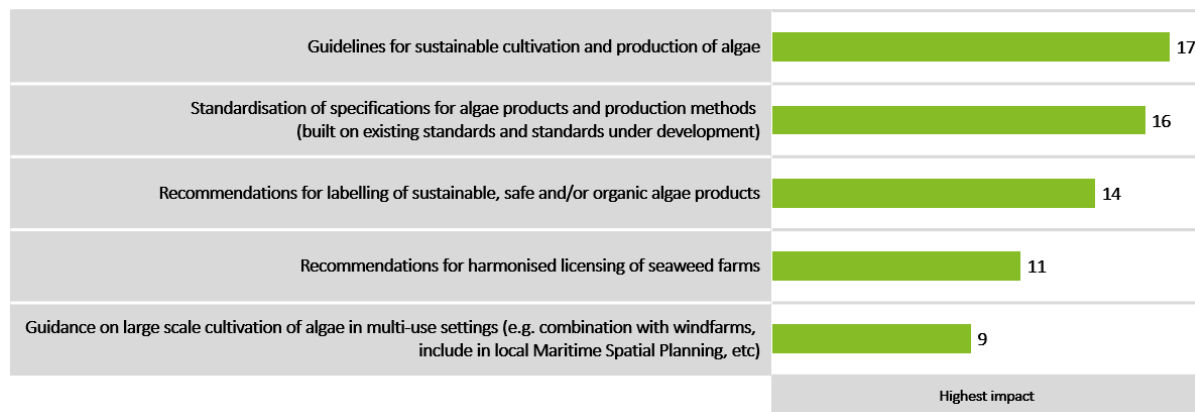 Guidelines for sustainable cultivation and production of algae
17
Standardisation of specifications for algae products and production methods
(built on existing standards and standards under development)
16
Recommendations for labelling of sustainable, safe and/or organic algae products
14
Recommendations for harmonised licensing of seaweed farms
11
Guidance on large scale cultivation of algae in multi-use settings (e.g. combination with windfarms,
include in local Maritime Spatial Planning, etc)
9
Highest impact